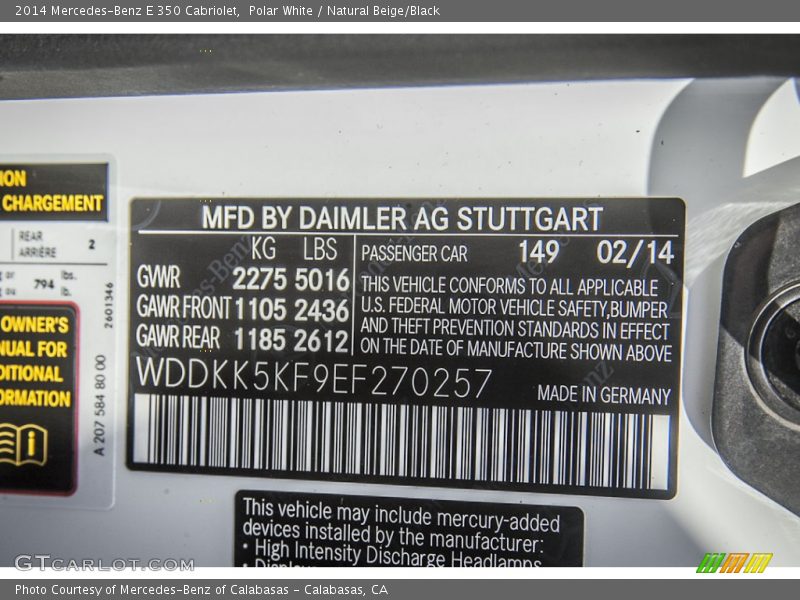 2014 Mercedes-Benz E 350 Cabriolet,  Polar White / Natural Beige/Black
ION
CHARGEMENT
REAR
ARRIÈRE
2
794
lbs.
lb.
2601346
A 207 584 80 00
OWNER'S
NUAL FOR
DITIONAL
ORMATION
MFD BY DAIMLER AG STUTTGART
KG LBS
GWR 2275 5016
GAWR FRONT 1105 2436
GAWR REAR 1185 2612
PASSENGER CAR 149 02/14
THIS VEHICLE CONFORMS TO ALL APPLICABLE
U.S. FEDERAL MOTOR VEHICLE SAFETY,BUMPER
AND THEFT PREVENTION STANDARDS IN EFFECT
ON THE DATE OF MANUFACTURE SHOWN ABOVE
WDDKK5KF9EF270257
MADE IN GERMANY
This vehicle may include mercury-added
devices installed by the manufacturer:
· High Intensity Discharge Headlamps
GTCARLOT.COM
Photo Courtesy of Mercedes-Benz of Calabasas - Calabasas, CA